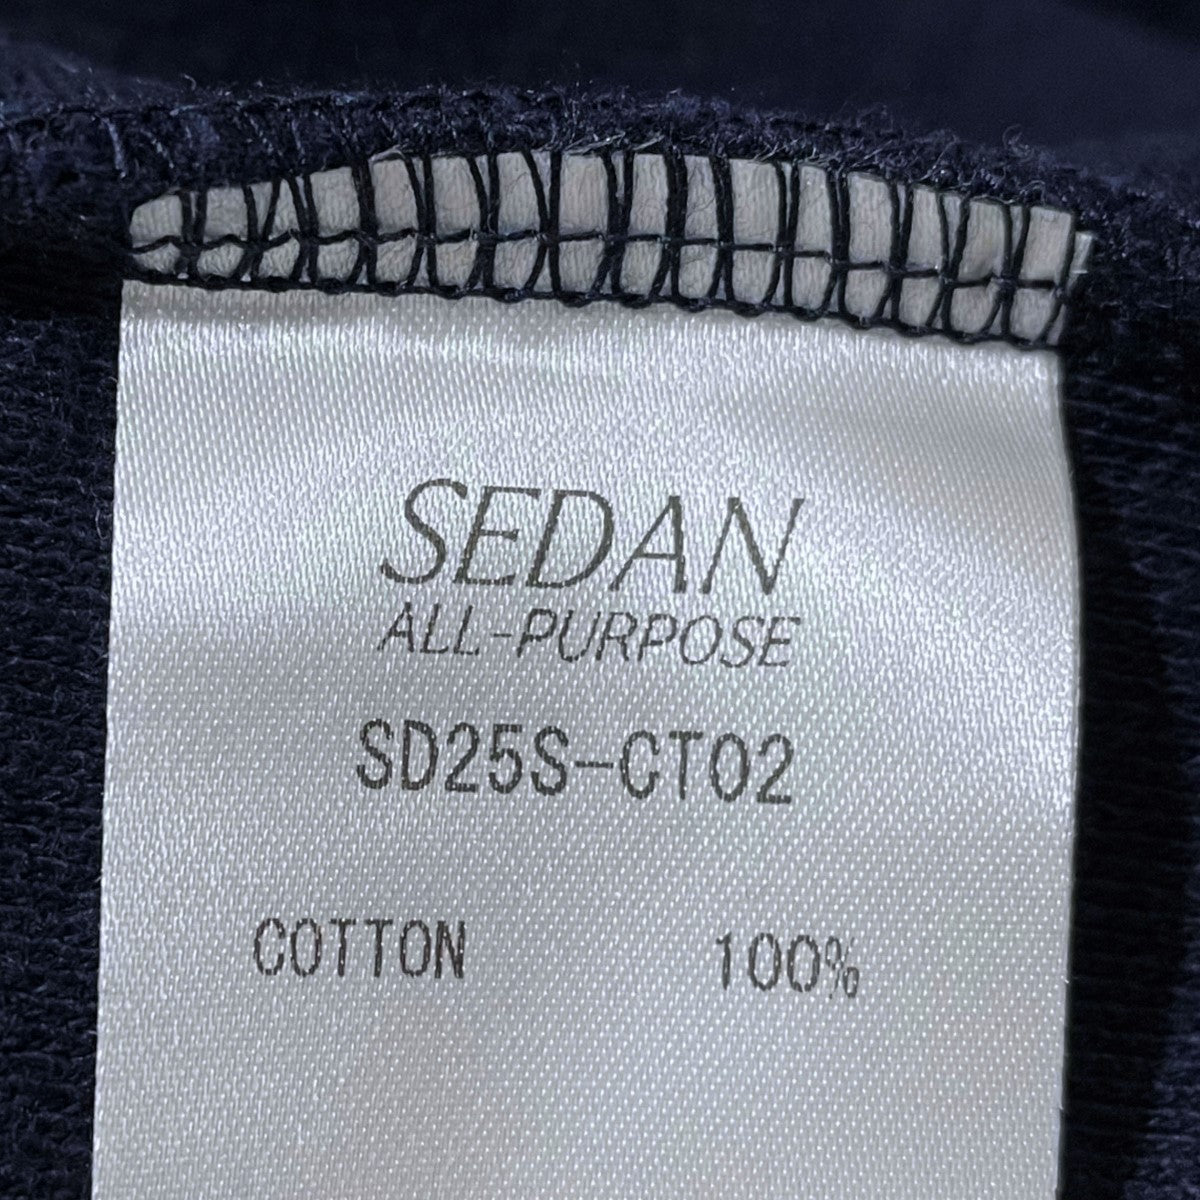 SEDAN
ALL-PURPOSE
SD25S-CT02
COTTON 100%